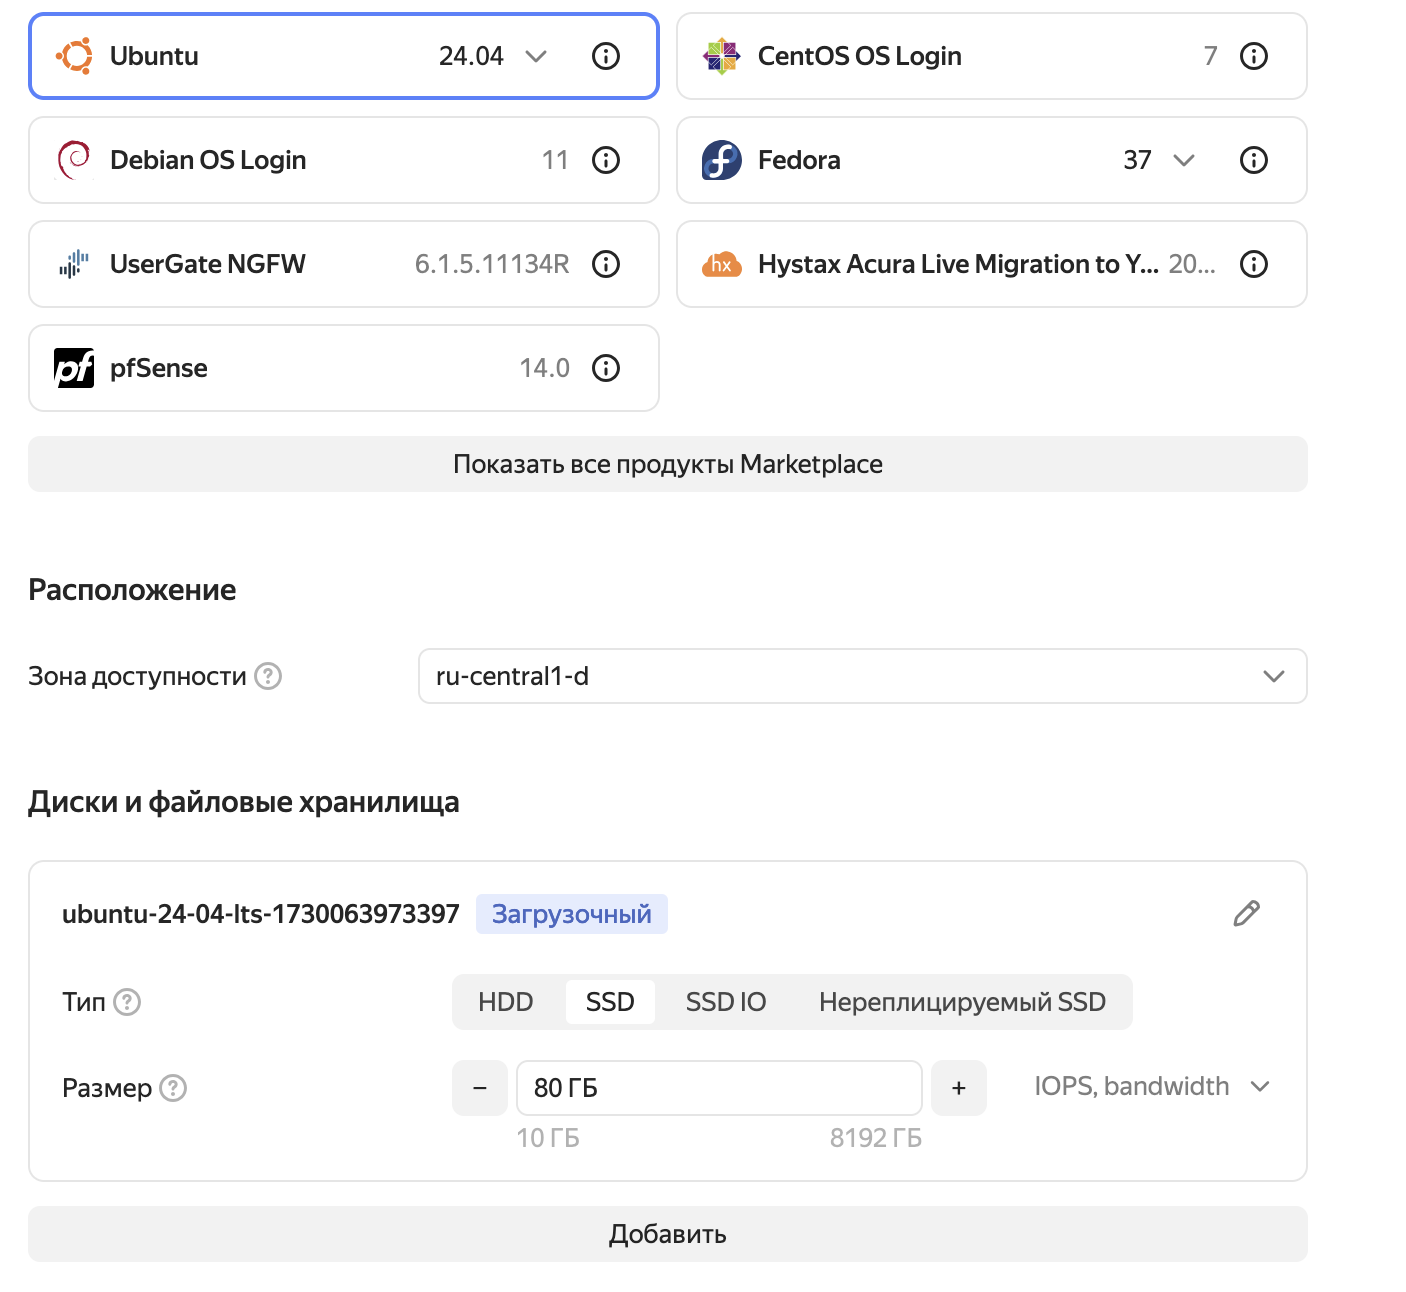 Ubuntu 24.04
CentOS OS Login 7
Debian OS Login 11
Fedora 37
UserGate NGFW 6.1.5.11134R
hx Hystax Acura Live Migration to Y... 20...
pf pfSense 14.0
Показать все продукты Marketplace
Расположение
Зона доступности ? ru-central1-d
Диски и файловые хранилища
ubuntu-24-04-lts-1730063973397 Загрузочный
Тип ? HDD SSD SSD IO Нереплицируемый SSD
Размер ? − 80 ГБ + IOPS, bandwidth
10 ГБ 8192 ГБ
Добавить